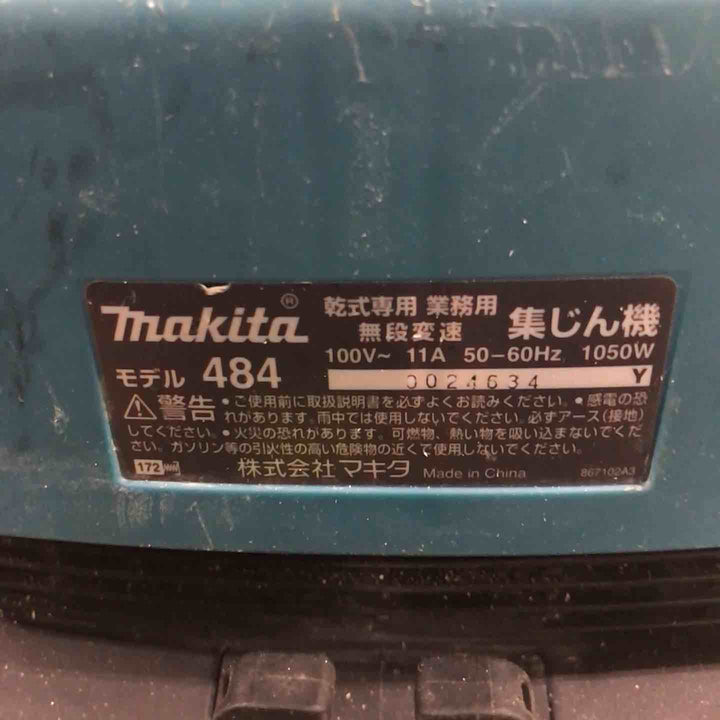 makita® 乾式専用 業務用 集じん機
無段変速
100V~ 11A 50-60Hz 1050W
モデル 484 0024634 Y
警告 •ご使用前に取扱説明書を必ずよくお読みください。•感電の恐
れがあります。雨中では使用しないでください。必ずアース(接地)
してください。•火災の恐れがあります。可燃物、熱い物を吸い込まないでくだ
さい。ガソリン等の引火性の高い危険物の近くで使用しないでください。
172 株式会社マキタ Made in China 867102A3